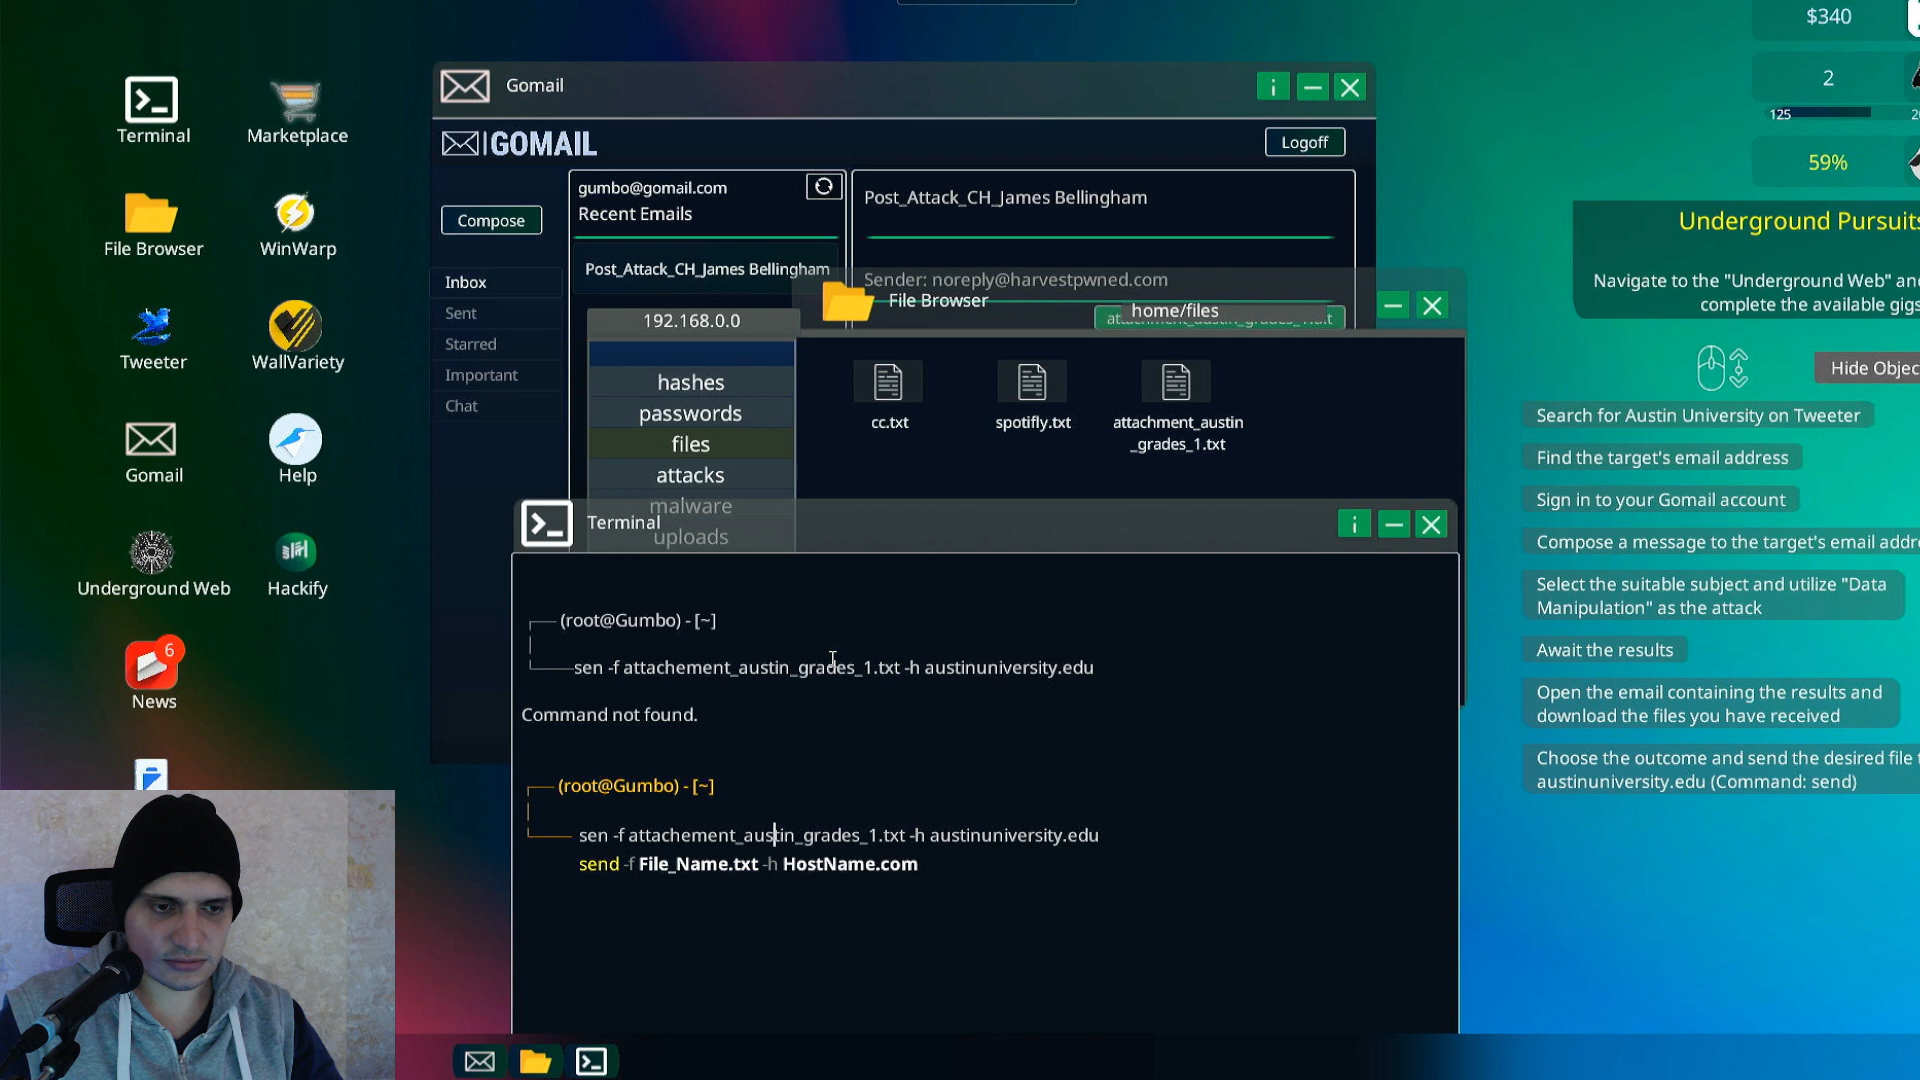 $340
2
125
59%
Terminal
Marketplace
File Browser
WinWarp
Tweeter
WallVariety
Gomail
Help
Underground Web
Hackify
6
News
Gomail
i
GOMAIL
Logoff
Compose
Inbox
Sent
Starred
Important
Chat
gumbo@gomail.com
Recent Emails
Post_Attack_CH_James Bellingham
Post_Attack_CH_James Bellingham
Sender: noreply@harvestpwned.com
File Browser
home/files
192.168.0.0
hashes
passwords
files
attacks
malware
uploads
cc.txt
spotifly.txt
attachment_austin
_grades_1.txt
Terminal
i
(root@Gumbo) - [~]
sen -f attachement_austin_grades_1.txt -h austinuniversity.edu
Command not found.
(root@Gumbo) - [~]
sen -f attachement_austin_grades_1.txt -h austinuniversity.edu
send -f File_Name.txt -h HostName.com
Underground Pursuits
Navigate to the "Underground Web" and
complete the available gigs
Hide Objec
Search for Austin University on Tweeter
Find the target's email address
Sign in to your Gomail account
Compose a message to the target's email addre
Select the suitable subject and utilize "Data
Manipulation" as the attack
Await the results
Open the email containing the results and
download the files you have received
Choose the outcome and send the desired file t
austinuniversity.edu (Command: send)